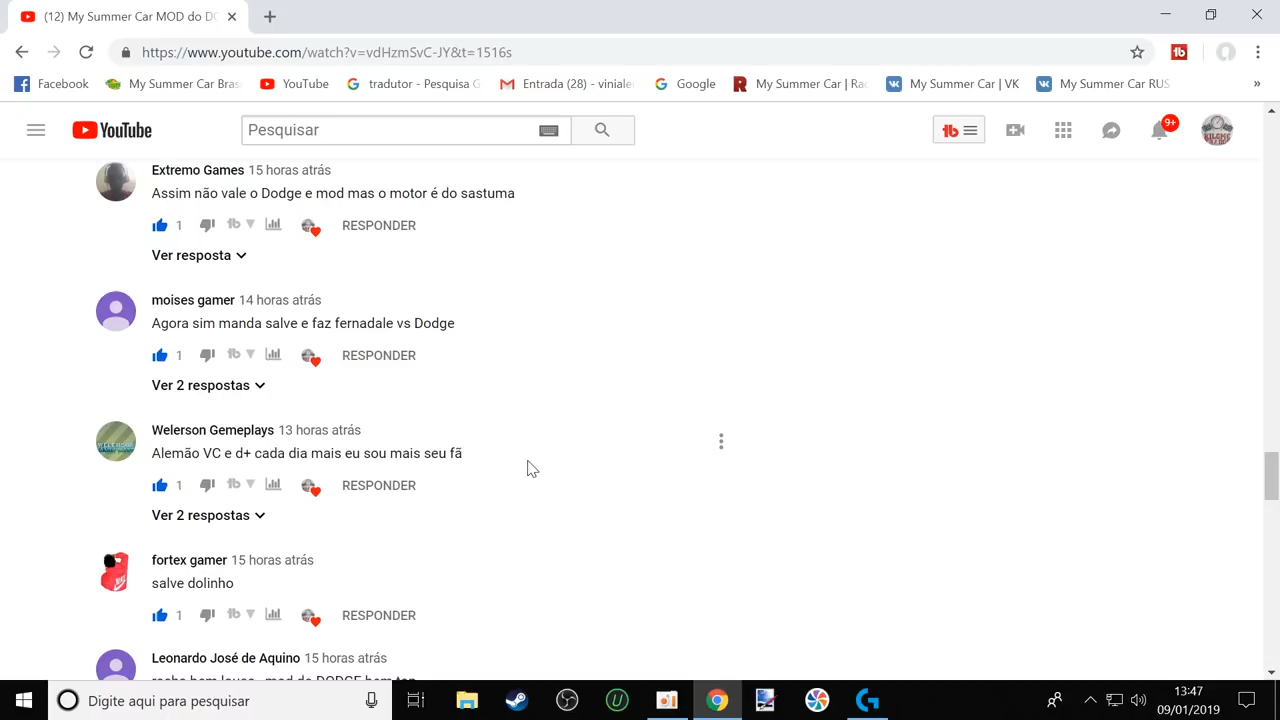 (12) My Summer Car MOD do DO
https://www.youtube.com/watch?v=vdHzmSvC-JY&t=1516s
Facebook My Summer Car Bras YouTube tradutor - Pesquisa G Entrada (28) - vinialer Google My Summer Car | Rac My Summer Car | VK My Summer Car RUS »
YouTube Pesquisar 9+
Extremo Games 15 horas atrás
Assim não vale o Dodge e mod mas o motor é do sastuma
1 RESPONDER
Ver resposta
moises gamer 14 horas atrás
Agora sim manda salve e faz fernadale vs Dodge
1 RESPONDER
Ver 2 respostas
Welerson Gemeplays 13 horas atrás
Alemão VC e d+ cada dia mais eu sou mais seu fã
1 RESPONDER
Ver 2 respostas
fortex gamer 15 horas atrás
salve dolinho
1 RESPONDER
Leonardo José de Aquino 15 horas atrás
Digite aqui para pesquisar
13:47
09/01/2019